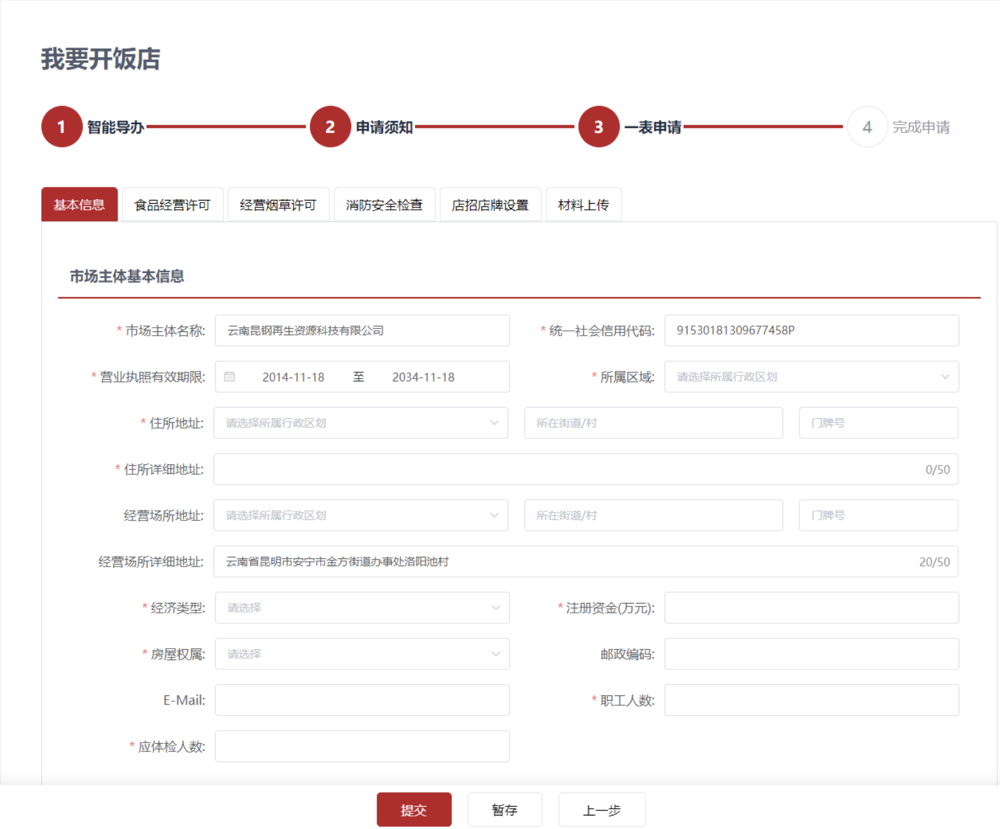 我要开饭店
1 智能导办 2 申请须知 3 一表申请 4 完成申请
基本信息 食品经营许可 经营烟草许可 消防安全检查 店招店牌设置 材料上传
市场主体基本信息
* 市场主体名称: 云南昆钢再生资源科技有限公司 * 统一社会信用代码: 91530181309677458P
* 营业执照有效期限: 2014-11-18 至 2034-11-18 * 所属区域: 请选择所属行政区划
* 住所地址: 请选择所属行政区划 所在街道/村 门牌号
* 住所详细地址: 0/50
经营场所地址: 请选择所属行政区划 所在街道/村 门牌号
经营场所详细地址: 云南省昆明市安宁市金方街道办事处洛阳池村 20/50
* 经济类型: 请选择 * 注册资金(万元):
* 房屋权属: 请选择 邮政编码:
E-Mail: * 职工人数:
* 应体检人数:
提交 暂存 上一步